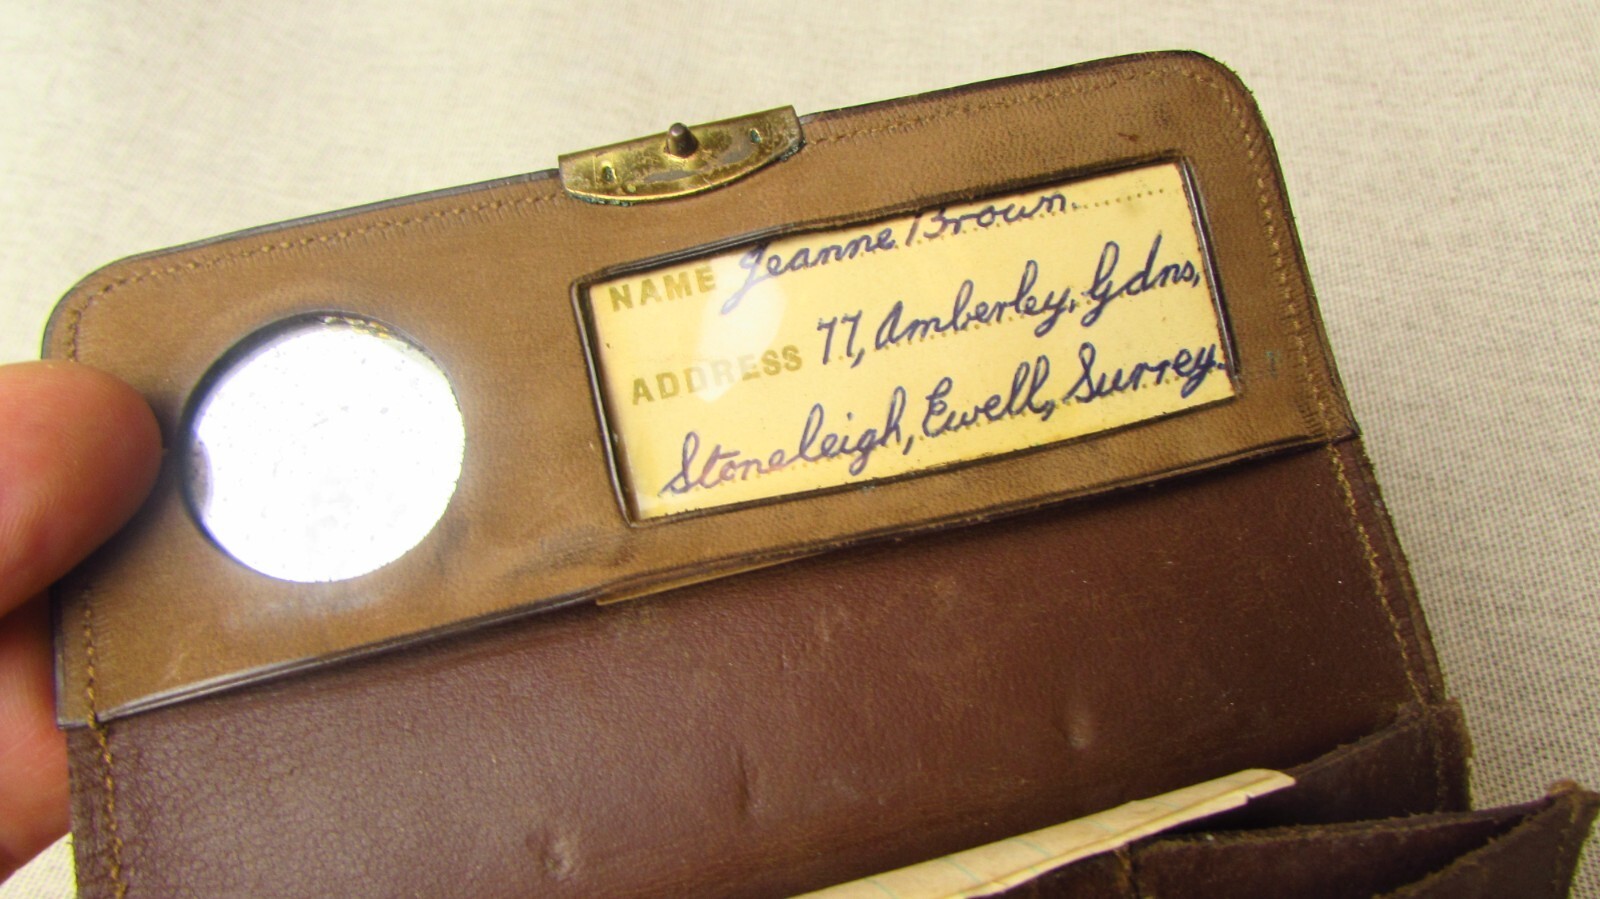 NAME Jeanne Brown
ADDRESS 77, Amberley, Gdns,
Stoneleigh, Ewell, Surrey.